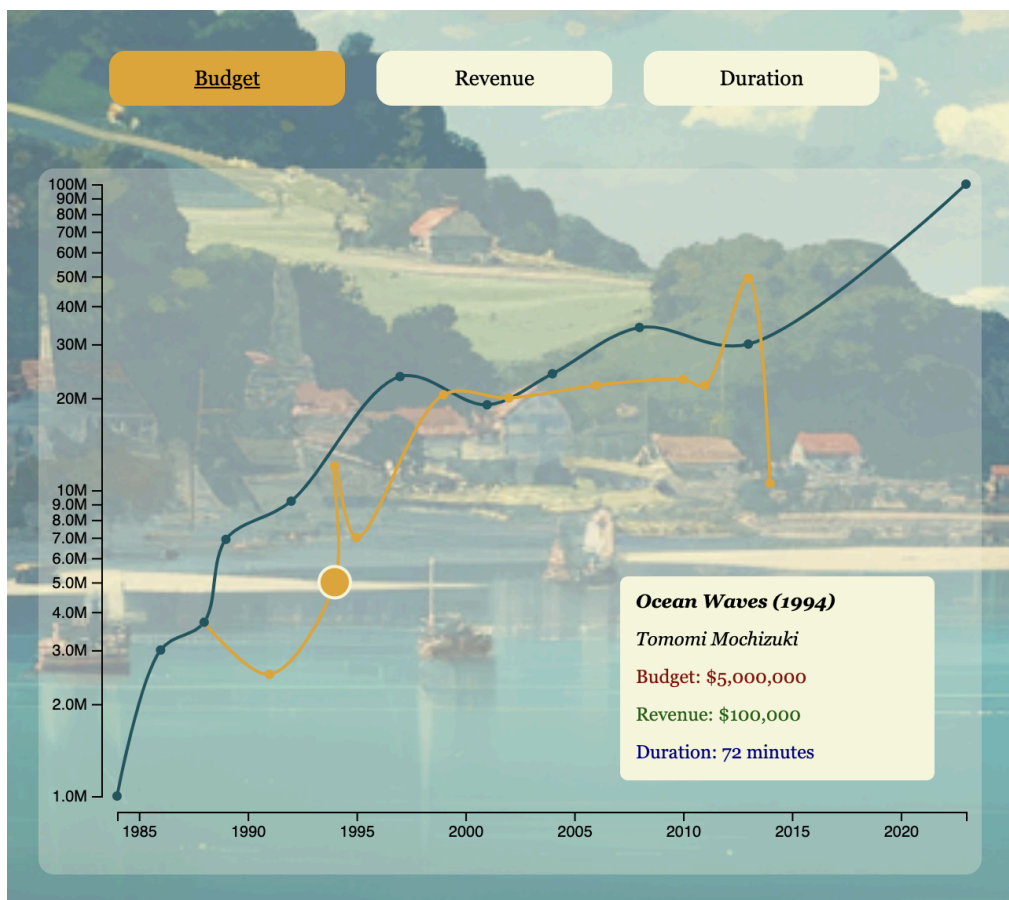 Budget
Revenue
Duration
100M
90M
80M
70M
60M
50M
40M
30M
20M
10M
9.0M
8.0M
7.0M
6.0M
5.0M
4.0M
3.0M
2.0M
1.0M
Ocean Waves (1994)
Tomomi Mochizuki
Budget: $5,000,000
Revenue: $100,000
Duration: 72 minutes
1985 1990 1995 2000 2005 2010 2015 2020